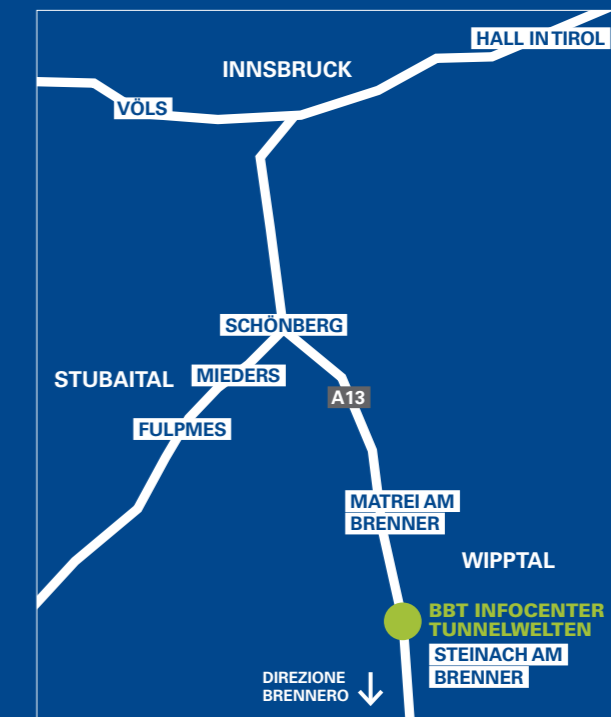 HALL IN TIROL
INNSBRUCK
VÖLS
SCHÖNBERG
STUBAITAL
MIEDERS
A13
FULPMES
MATREI AM
BRENNER
WIPPTAL
BBT INFOCENTER
TUNNELWELTEN
STEINACH AM
BRENNER
DIREZIONE
BRENNERO